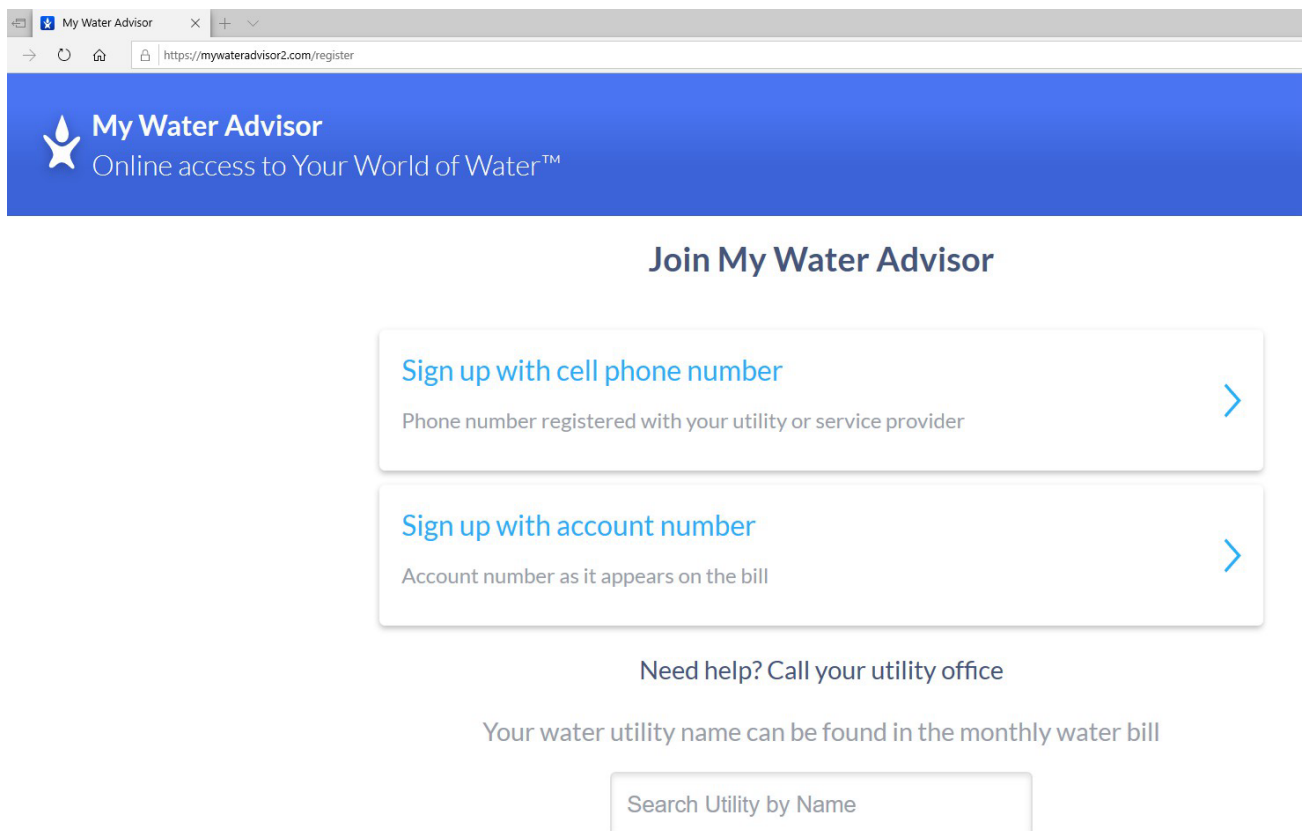 My Water Advisor
https://mywateradvisor2.com/register
My Water Advisor
Online access to Your World of Water™
Join My Water Advisor
Sign up with cell phone number
Phone number registered with your utility or service provider
Sign up with account number
Account number as it appears on the bill
Need help? Call your utility office
Your water utility name can be found in the monthly water bill
Search Utility by Name